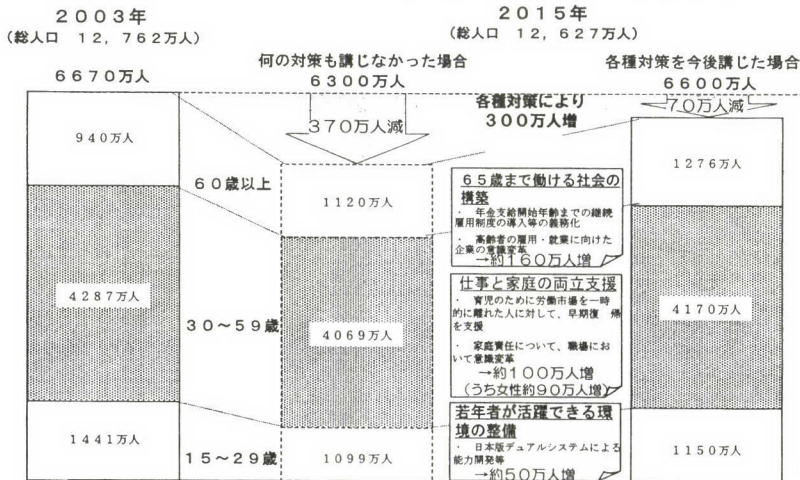 2003年
(総人口 12,762万人)
6670万人
940万人
4287万人
1441万人
2015年
(総人口 12,627万人)
何の対策も講じなかった場合
6300万人
370万人減
60歳以上
30~59歳
15~29歳
1120万人
4069万人
1099万人
各種対策により
300万人増
65歳まで働ける社会の
構築
・ 年金支給開始年齢までの継続
雇用制度の導入等の義務化
・ 高齢者の雇用・就業に向けた
企業の意識変革
→約160万人増
仕事と家庭の両立支援
・ 育児のために労働市場を一時
的に離れた人に対して、早期復 帰
を支援
・ 家庭責任について、職場にお
いて意識変革
→約100万人増
(うち女性約90万人増)
若年者が活躍できる環
境の整備
・ 日本版デュアルシステムによる
能力開発等
→約50万人増
各種対策を今後講じた場合
6600万人
70万人減
1276万人
4170万人
1150万人